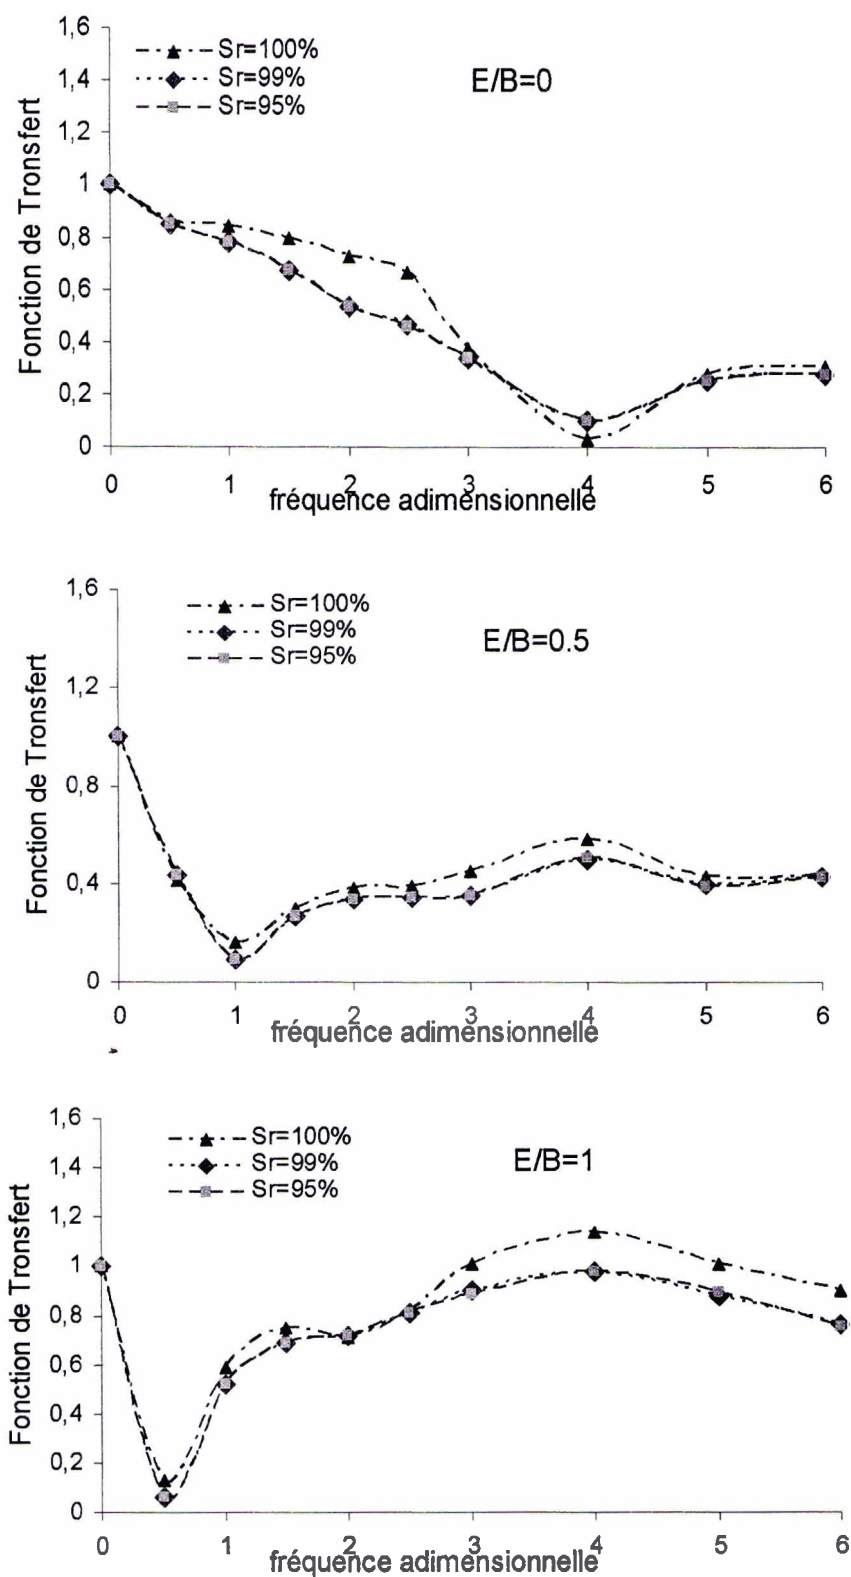 1,6
Sr=100%
Sr=99%
Sr=95%
E/B=0
1,4
1,2
1
0,8
0,6
0,4
0,2
0
Fonction de Tronsfert
0 1 2 3 4 5 6
fréquence adimensionnelle
1,6
Sr=100%
Sr=99%
Sr=95%
E/B=0.5
1,2
0,8
0,4
0
Fonction de Tronsfert
0 1 2 3 4 5 6
fréquence adimensionnelle
1,6
Sr=100%
Sr=99%
Sr=95%
E/B=1
1,4
1,2
1
0,8
0,6
0,4
0,2
0
Fonction de Tronsfert
0 1 2 3 4 5 6
fréquence adimensionnelle